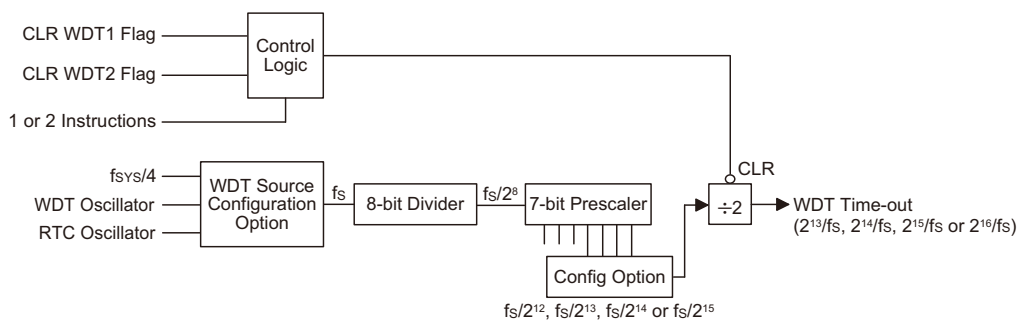 CLR WDT1 Flag
CLR WDT2 Flag
1 or 2 Instructions
Control
Logic
fSYS/4
WDT Oscillator
RTC Oscillator
WDT Source
Configuration
Option
fS
8-bit Divider
fS/2⁸
7-bit Prescaler
Config Option
fS/2¹², fS/2¹³, fS/2¹⁴ or fS/2¹⁵
CLR
÷2
WDT Time-out
(2¹³/fS, 2¹⁴/fS, 2¹⁵/fS or 2¹⁶/fS)